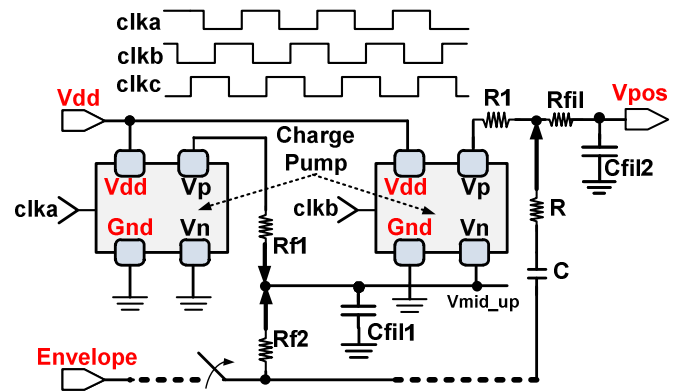 clka
clkb
clkc
Vdd
R1
Rfil
Vpos
Charge
Pump
Vdd
Vp
Vdd
Vp
Cfil2
clka
clkb
R
Gnd
Vn
Gnd
Vn
Rf1
C
Vmid_up
Cfil1
Rf2
Envelope